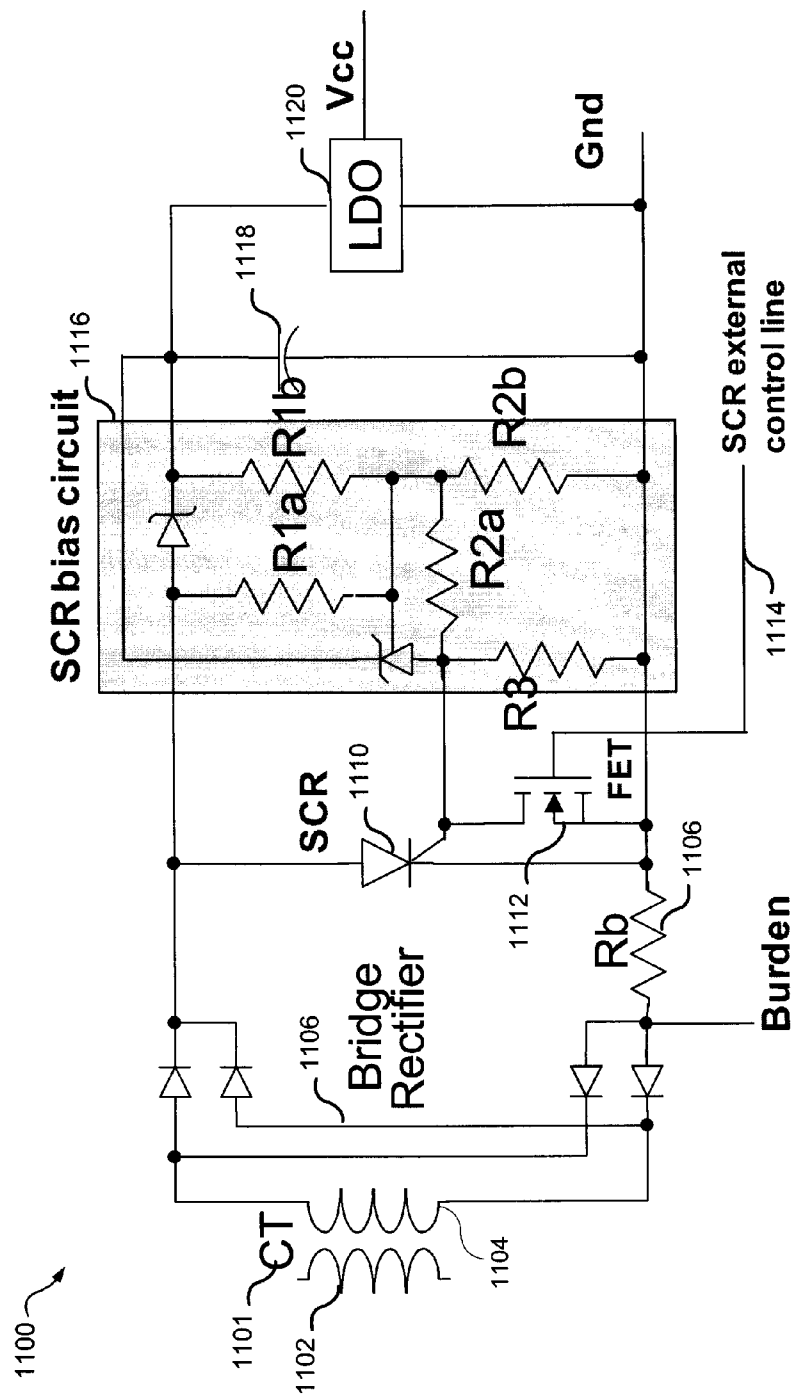 1100
CT
1101
1102
1104
Bridge
Rectifier
1106
Burden
Rb
1106
SCR
1110
1112
FET
SCR external
control line
1114
SCR bias circuit
1116
R1a
R1b
R2a
R2b
R3
1118
LDO
1120
Vcc
Gnd